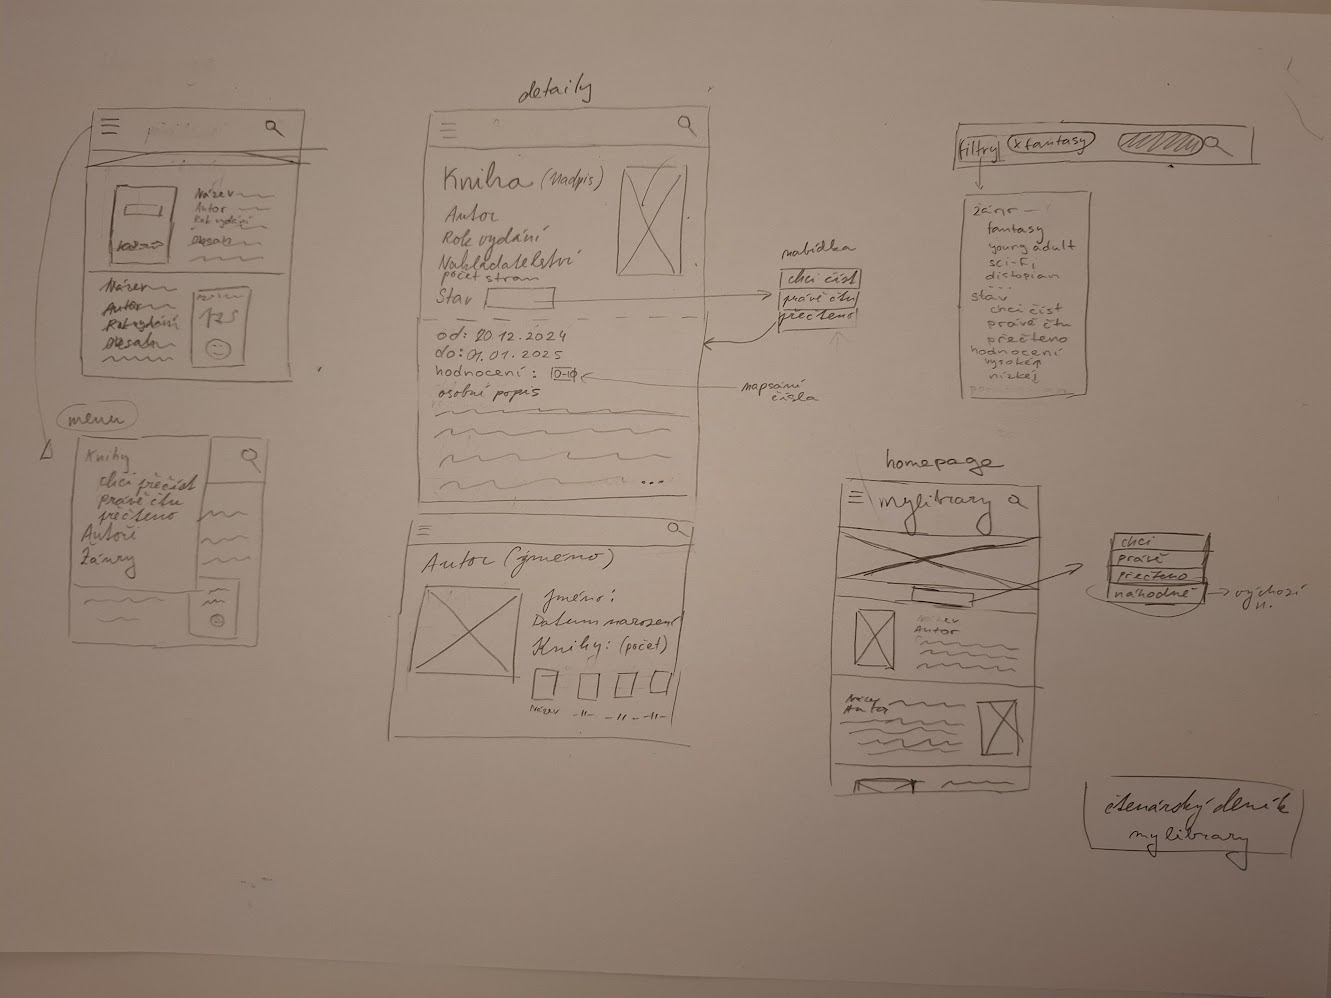 Název
Autor
Rok vydání
Obsah
Název
Autor
Rok vydání
Obsah
menu
Knihy
chci přečíst
právě čtu
přečteno
Autoři
Žánry
detaily
Kniha (Nadpis)
Autor
Rok vydání
Nakladatelství
počet stran
Stav
od: 20.12.2024
do: 01.01.2025
hodnocení: 0-10
osobní popis
...
nabídka
chci číst
právě čtu
přečteno
napsání
čísla
Autor (jméno)
Jméno:
Datum narození
Knihy: (počet)
Název -11- -11- -11-
filtry x fantasy
žánr
fantasy
young adult
sci-fi
distopian
...
stav
chci číst
právě čtu
přečteno
hodnocení
vysoké
nízké
homepage
mylibrary
Název
Autor
Název
Autor
chci
právě
přečteno
náhodné
výchozí
n.
čtenářský deník
mylibrary